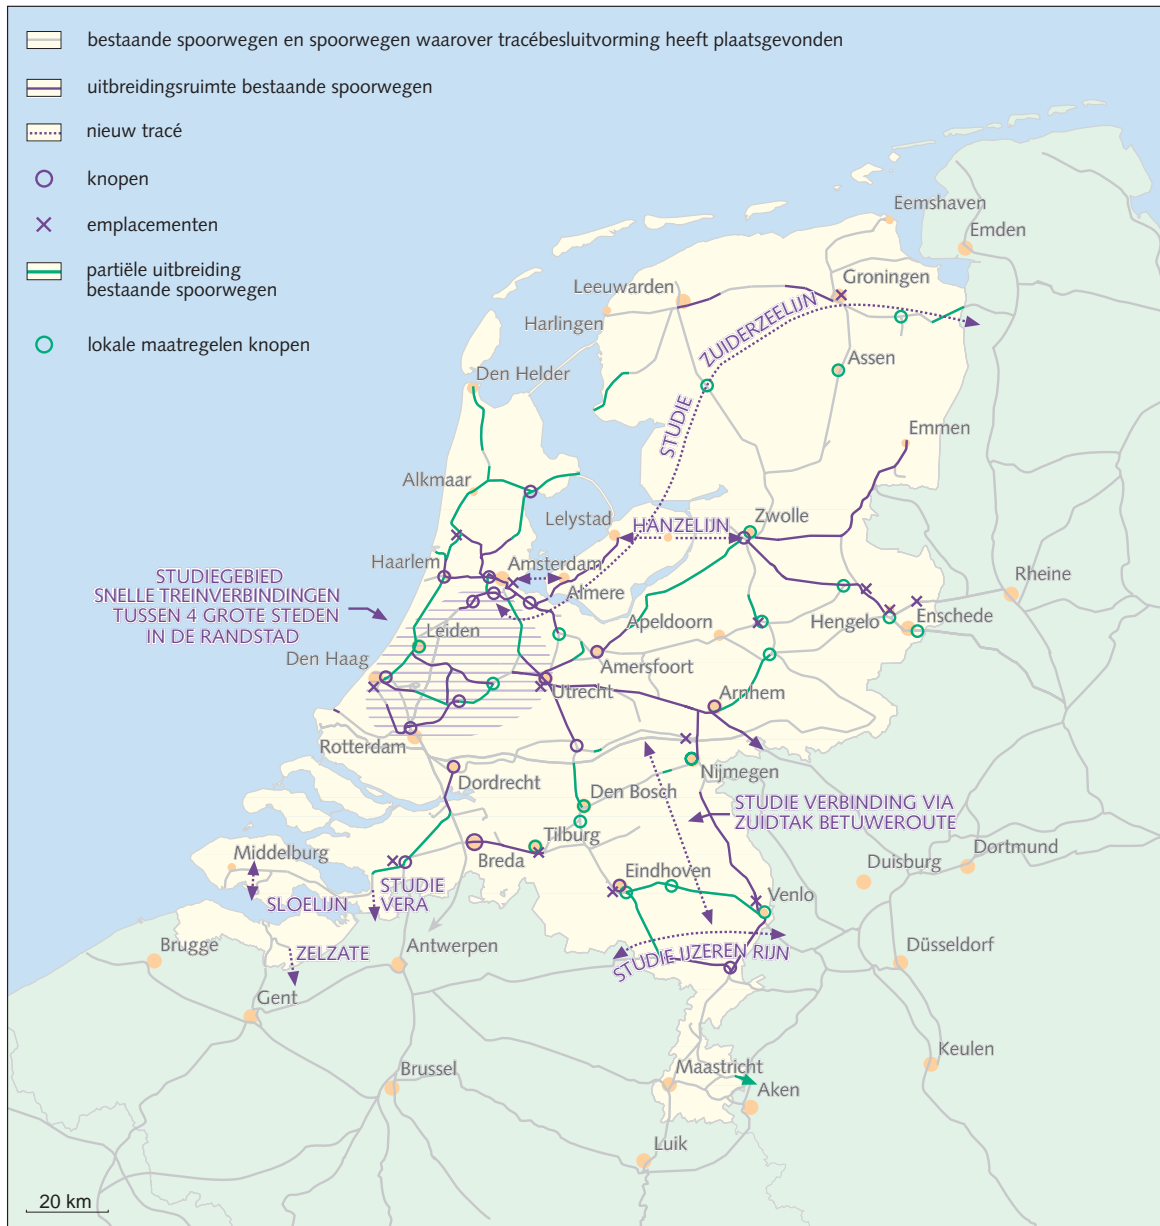 bestaande spoorwegen en spoorwegen waarover tracébesluitvorming heeft plaatsgevonden
uitbreidingsruimte bestaande spoorwegen
nieuw tracé
knopen
emplacementen
partiële uitbreiding
bestaande spoorwegen
lokale maatregelen knopen
Eemshaven
Emden
Groningen
Leeuwarden
Harlingen
ZUIDERZEELIJN
Assen
Den Helder
STUDIE
Emmen
Alkmaar
Lelystad
HANZELIJN
Zwolle
Haarlem
Amsterdam
Almere
Rheine
STUDIEGEBIED
SNELLE TREINVERBINDINGEN
TUSSEN 4 GROTE STEDEN
IN DE RANDSTAD
Leiden
Apeldoorn
Hengelo
Enschede
Den Haag
Amersfoort
Utrecht
Arnhem
Rotterdam
Dordrecht
Nijmegen
Den Bosch
STUDIE VERBINDING VIA
ZUIDTAK BETUWEROUTE
Tilburg
Breda
Middelburg
Eindhoven
Duisburg
Dortmund
Venlo
SLOELIJN
STUDIE
VERA
Brugge
ZELZATE
Antwerpen
STUDIE IJZEREN RIJN
Düsseldorf
Gent
Keulen
Brussel
Maastricht
Aken
Luik
20 km